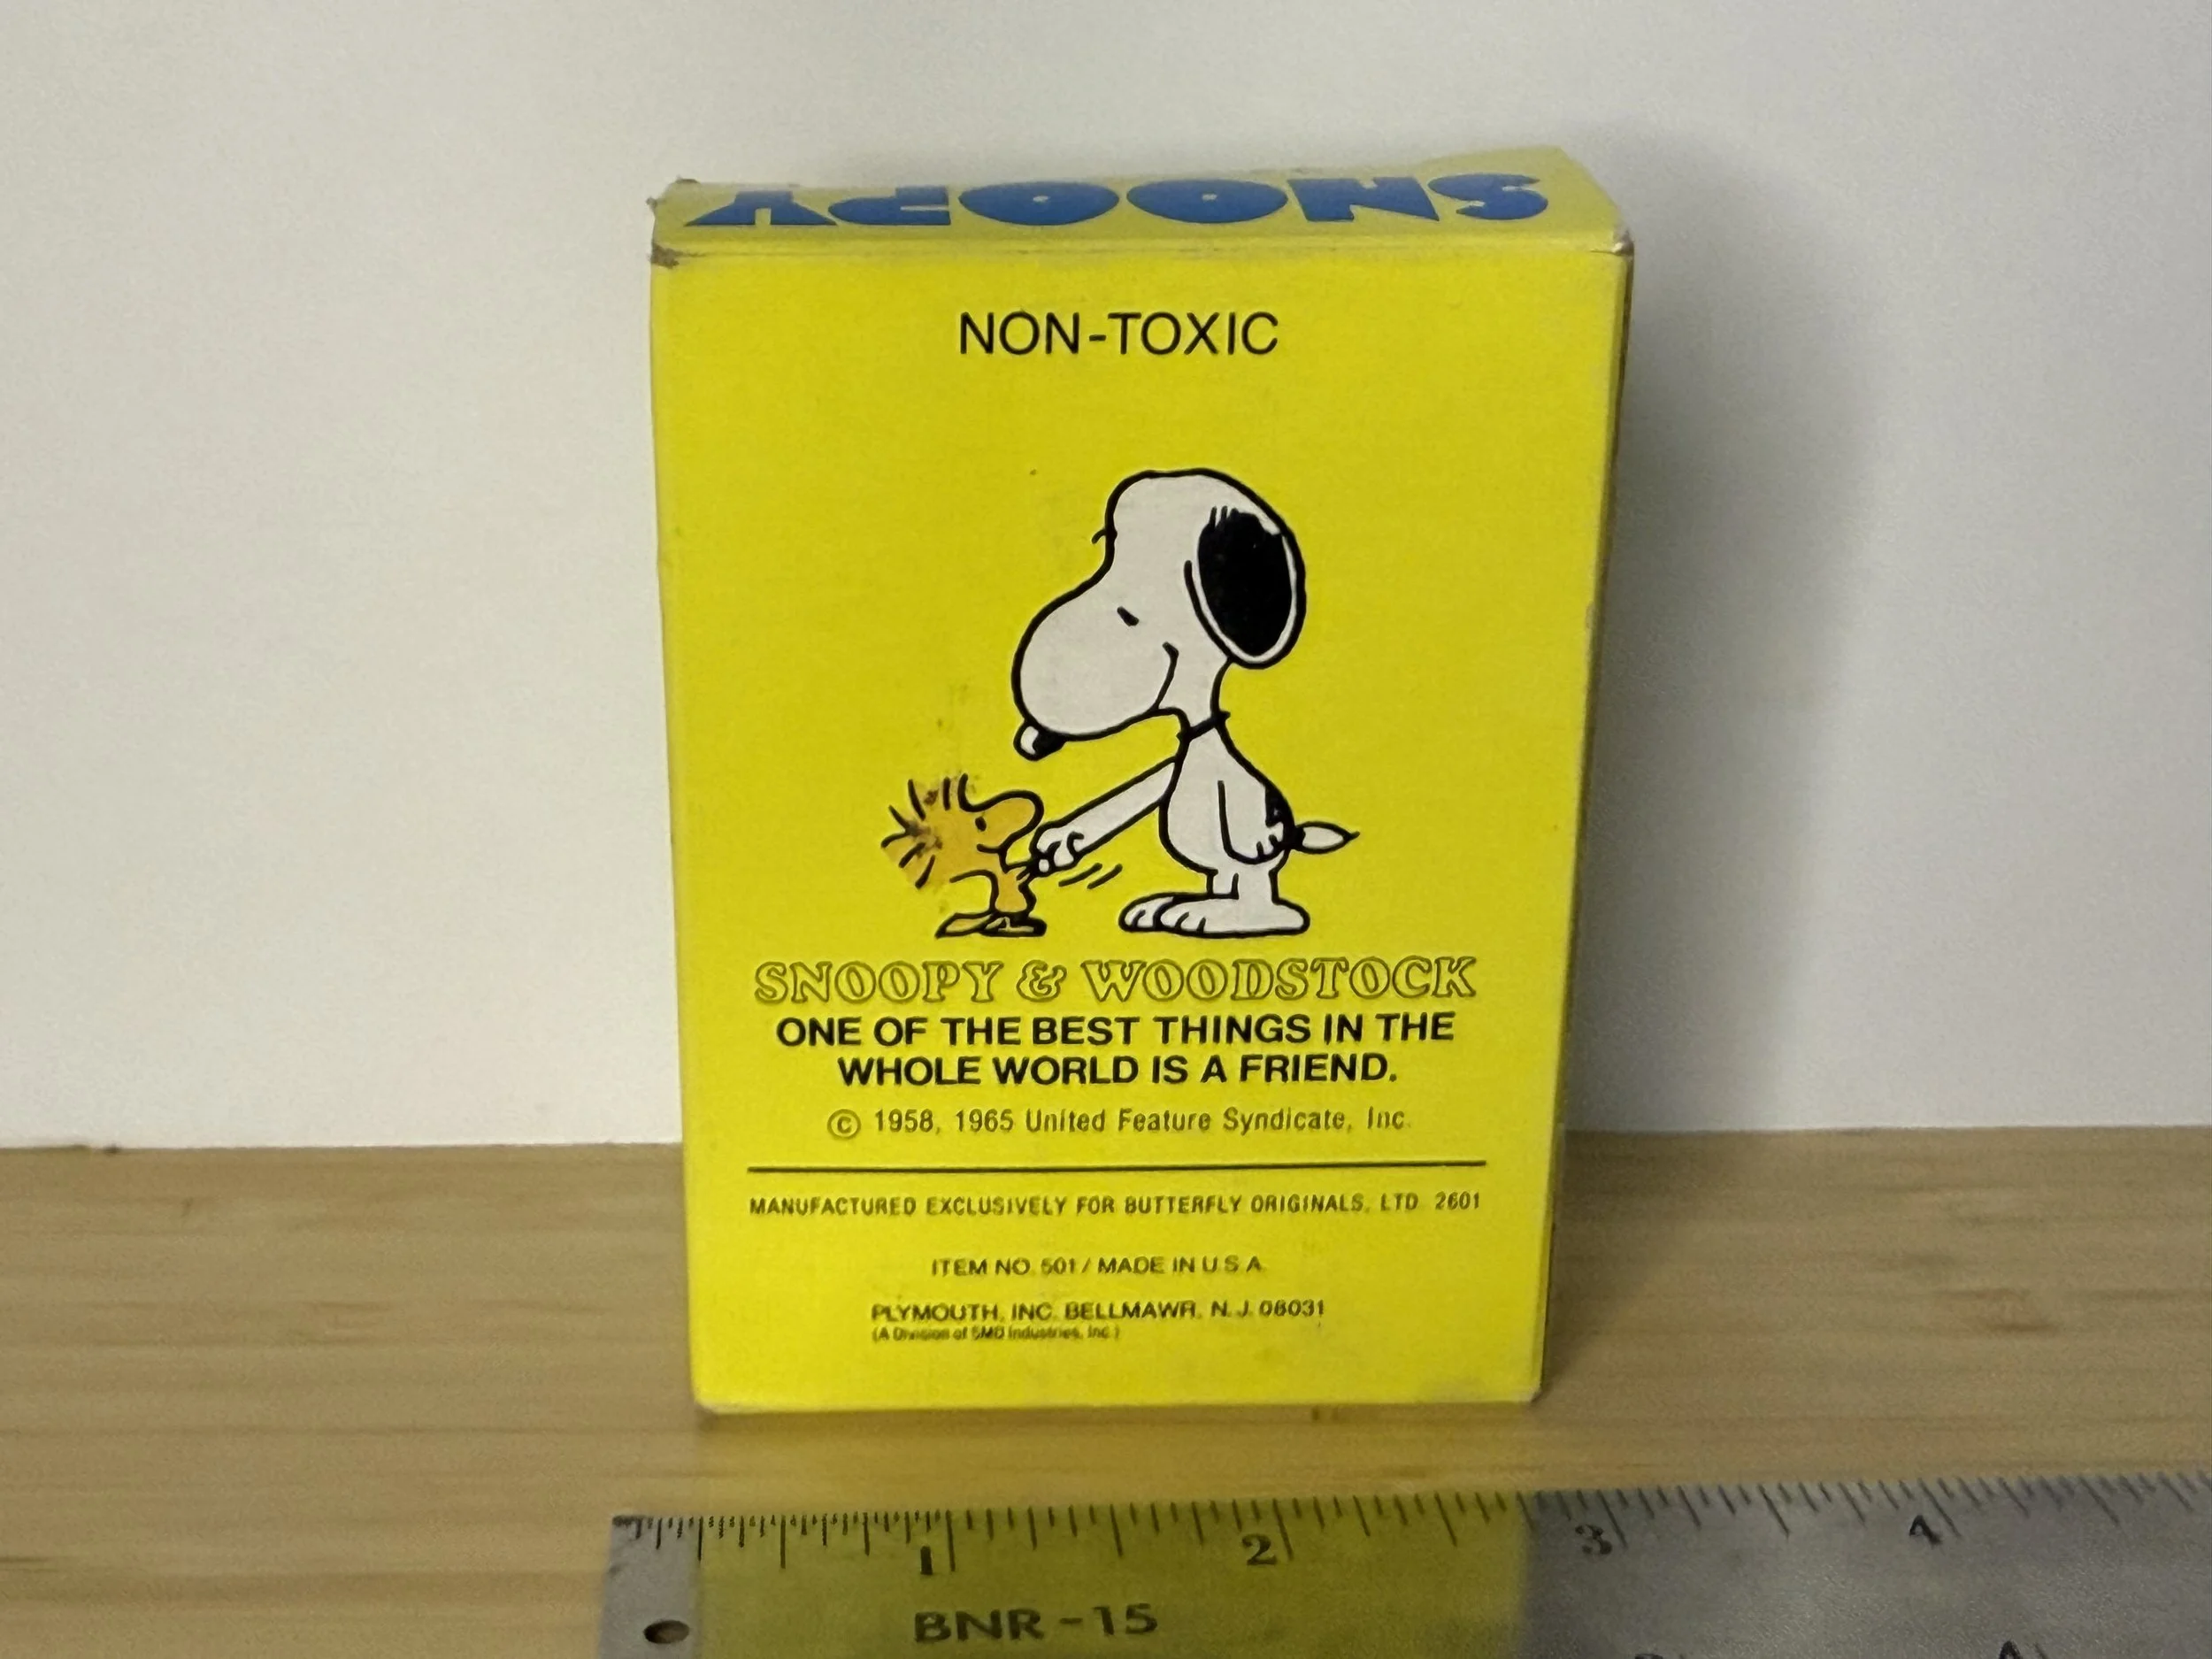 SNOOPY
NON-TOXIC
SNOOPY & WOODSTOCK
ONE OF THE BEST THINGS IN THE
WHOLE WORLD IS A FRIEND.
© 1958, 1965 United Feature Syndicate, Inc.
MANUFACTURED EXCLUSIVELY FOR BUTTERFLY ORIGINALS, LTD 2601
ITEM NO. 501 / MADE IN U S A
PLYMOUTH, INC. BELLMAWR, N. J. 08031
(A Division of SMD Industries, Inc.)
1 2 3 4
BNR-15